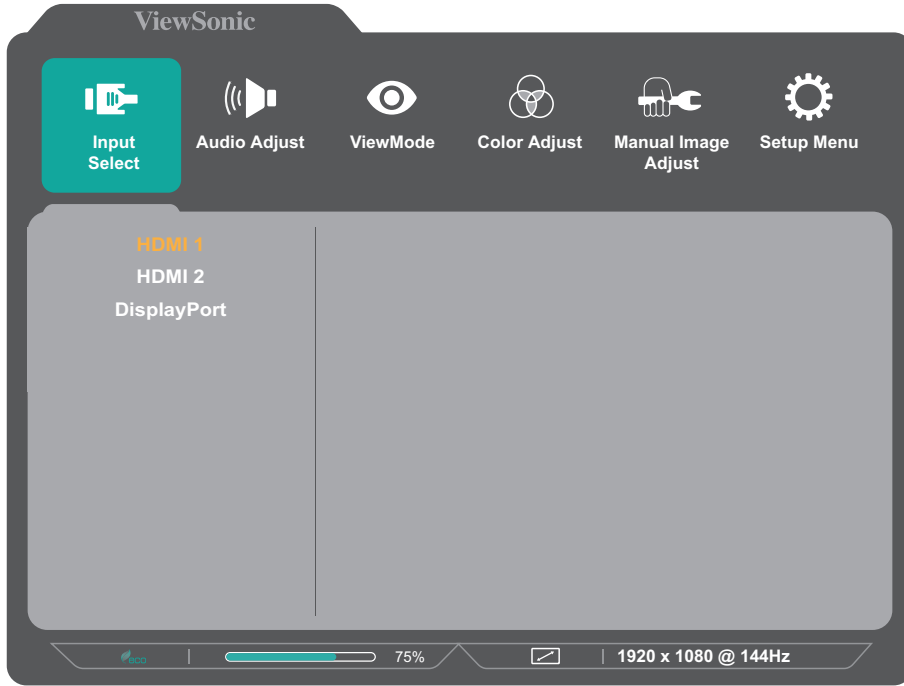 ViewSonic
Input
Select
Audio Adjust
ViewMode
Color Adjust
Manual Image
Adjust
Setup Menu
HDMI 1
HDMI 2
DisplayPort
eco
75%
1920 x 1080 @ 144Hz